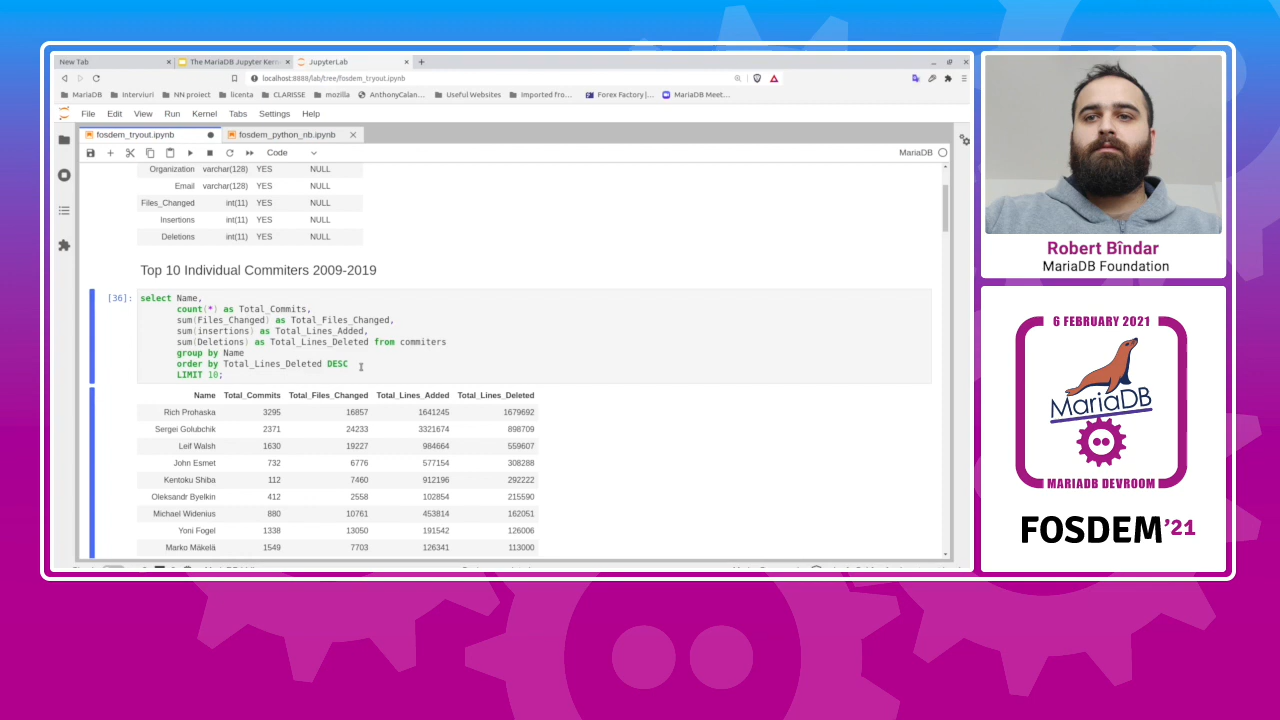 New Tab
The MariaDB Jupyter Kern
JupyterLab
localhost:8888/lab/tree/fosdem_tryout.ipynb
MariaDB Interviuri NN proiect licenta CLARISSE mozilla AnthonyCalan... Useful Websites Imported fro... Forex Factory |... MariaDB Meet...
File Edit View Run Kernel Tabs Settings Help
fosdem_tryout.ipynb fosdem_python_nb.ipynb
Code MariaDB
Organization varchar(128) YES NULL
Email varchar(128) YES NULL
Files_Changed int(11) YES NULL
Insertions int(11) YES NULL
Deletions int(11) YES NULL
Top 10 Individual Commiters 2009-2019
[36]: select Name,
count(*) as Total_Commits,
sum(Files_Changed) as Total_Files_Changed,
sum(insertions) as Total_Lines_Added,
sum(Deletions) as Total_Lines_Deleted from commiters
group by Name
order by Total_Lines_Deleted DESC
LIMIT 10;
Name Total_Commits Total_Files_Changed Total_Lines_Added Total_Lines_Deleted
Rich Prohaska 3295 16857 1641245 1679692
Sergei Golubchik 2371 24233 3321674 898709
Leif Walsh 1630 19227 984664 559607
John Esmet 732 6776 577154 308288
Kentoku Shiba 112 7460 912196 292222
Oleksandr Byelkin 412 2558 102854 215590
Michael Widenius 880 10761 453814 162051
Yoni Fogel 1338 13050 191542 126006
Marko Mäkelä 1549 7703 126341 113000
Robert Bîndar
MariaDB Foundation
6 FEBRUARY 2021
MariaDB
MARIADB DEVROOM
FOSDEM'21